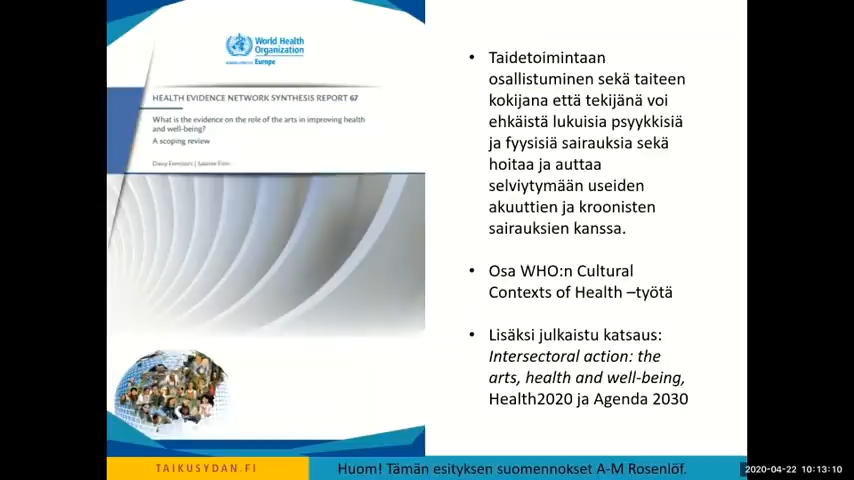 World Health
Organization
Europe
HEALTH EVIDENCE NETWORK SYNTHESIS REPORT 67
What is the evidence on the role of the arts in improving health
and well-being?
A scoping review
Daisy Fancourt | Saoirse Finn
• Taidetoimintaan
osallistuminen sekä taiteen
kokijana että tekijänä voi
ehkäistä lukuisia psyykkisiä
ja fyysisiä sairauksia sekä
hoitaa ja auttaa
selviytymään useiden
akuuttien ja kroonisten
sairauksien kanssa.
• Osa WHO:n Cultural
Contexts of Health –työtä
• Lisäksi julkaistu katsaus:
Intersectoral action: the
arts, health and well-being,
Health2020 ja Agenda 2030
TAIKUSYDAN.FI
Huom! Tämän esityksen suomennokset A-M Rosenlöf.
2020-04-22 10:13:10